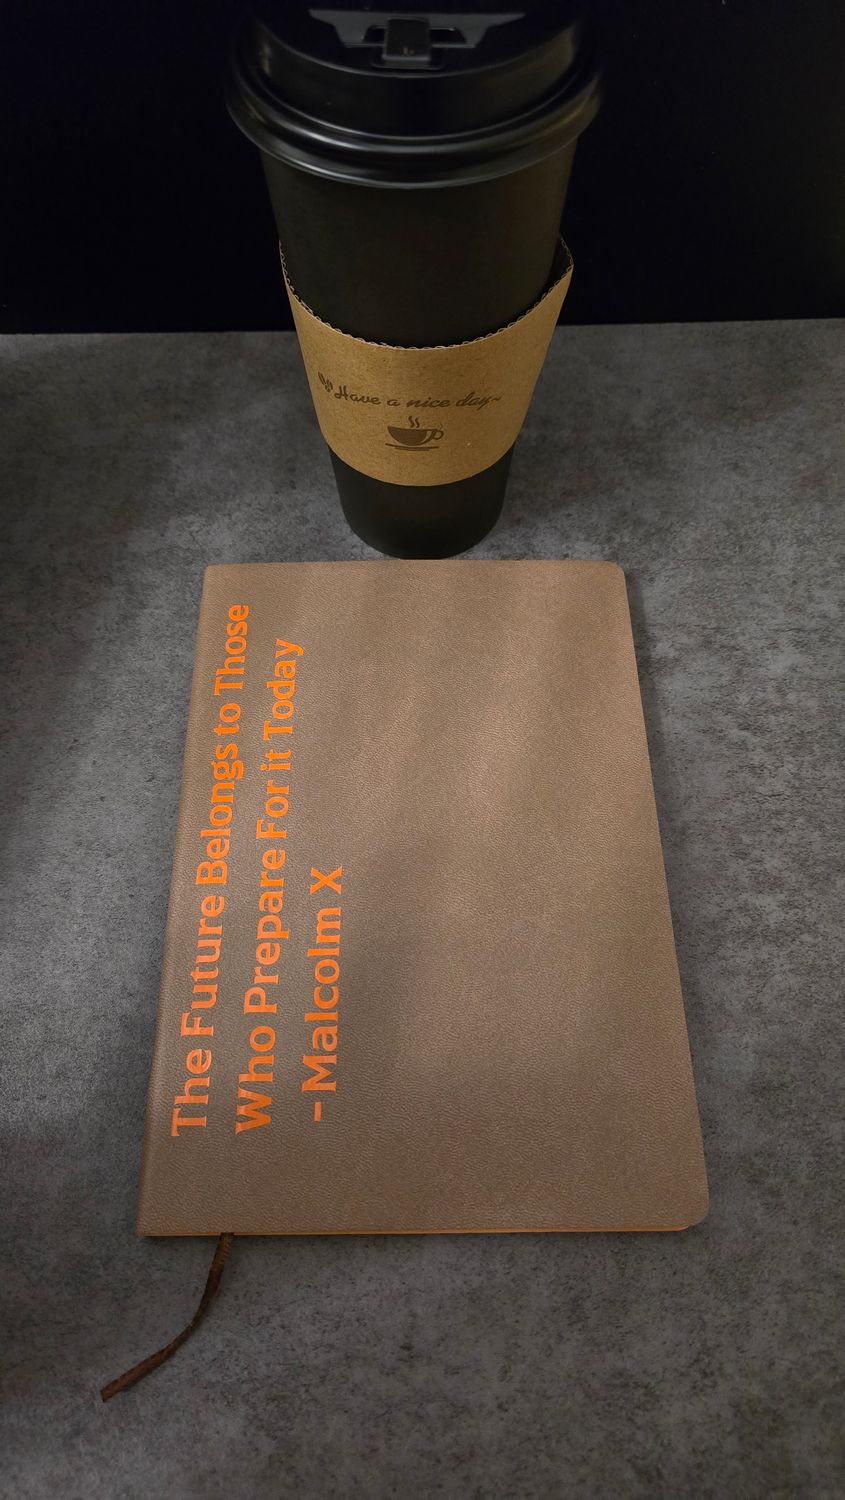 Have a nice day~
The Future Belongs to Those
Who Prepare For it Today
- Malcolm X